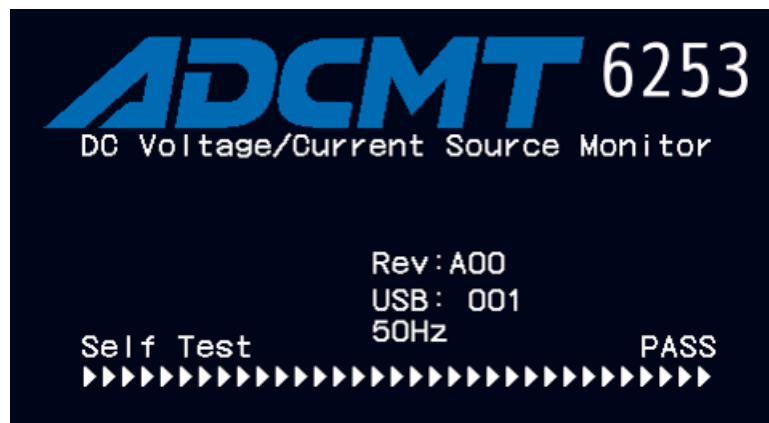 ADCMT 6253
DC Voltage/Current Source Monitor
Rev:A00
USB: 001
50Hz
Self Test PASS